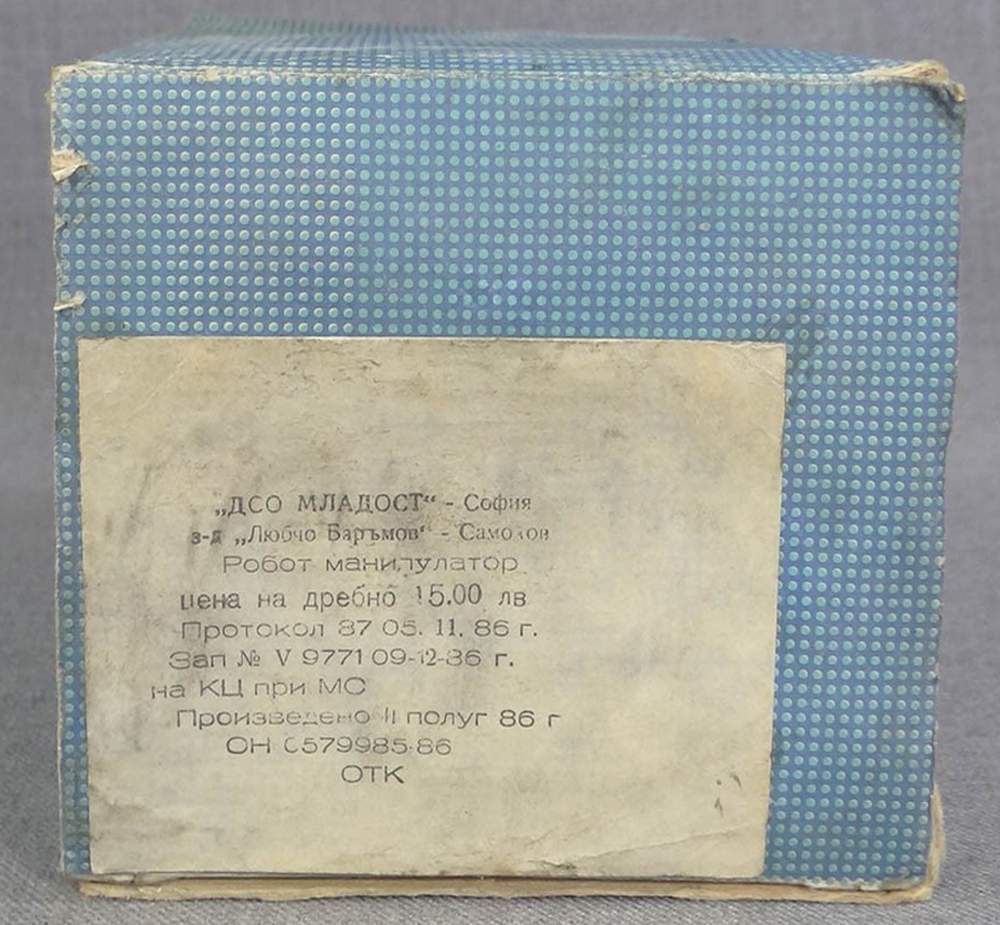 „ДСО МЛАДОСТ“ - София
з-д „Любчо Баръмов“ - Самоков
Робот манипулатор
цена на дребно 15.00 лв
Протокол 87 05. 11. 86 г.
Зап № V 9771 09-12-86 г.
на КЦ при МС
Произведено II полуг 86 г
ОН 0579985-86
ОТК